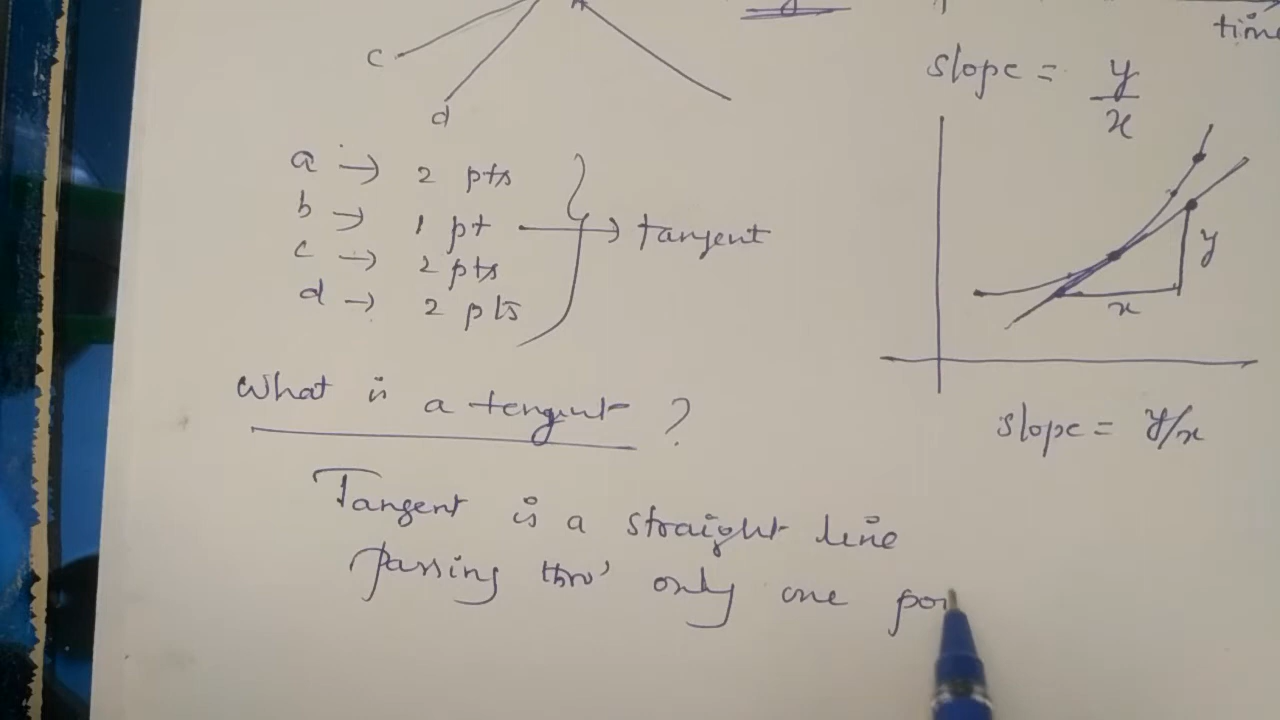 time
slope = y/x
c
d
a → 2 pts
b → 1 pt → tangent
c → 2 pts
d → 2 pts
y
x
What is a tengent ?
slope = y/x
Tangent is a straight line
passing thro' only one poi